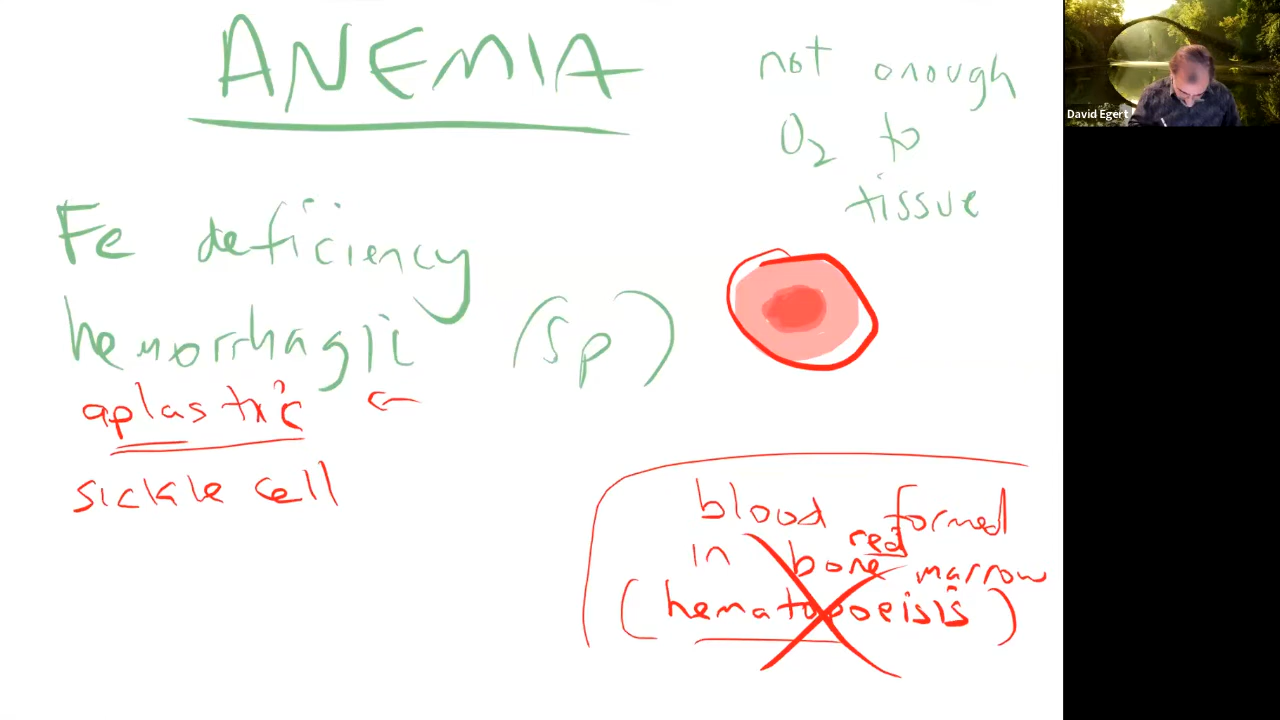 ANEMIA
not enough
O2 to
tissue
David Egert
Fe deficiency
hemorrhagic (sp)
aplastic ←
sickle cell
blood formed
in red bone marrow
(hematopoeisis)